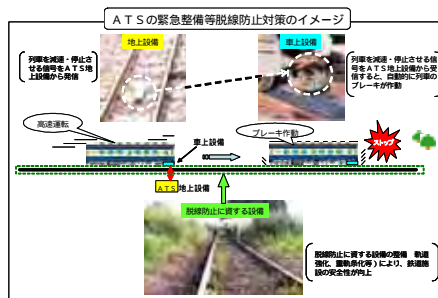 ＡＴＳの緊急整備等脱線防止対策のイメージ
地上設備
車上設備
列車を減速・停止さ
せる信号をＡＴＳ地
上設備から発信
列車を減速・停止させる信
号をＡＴＳ地上設備から受
信すると、自動的に列車の
ブレーキが作動
高速運転
ブレーキ作動
ストップ
車上設備
ＡＴＳ地上設備
脱線防止に資する設備
脱線防止に資する設備の整備 軌道
強化、重軌条化等）により、鉄道施
設の安全性が向上